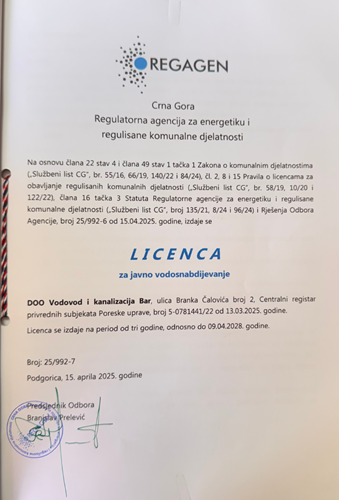 REGAGEN
Crna Gora
Regulatorna agencija za energetiku i
regulisane komunalne djelatnosti
Na osnovu člana 22 stav 4 i člana 49 stav 1 tačka 1 Zakona o komunalnim djelatnostima
(„Službeni list CG", br. 55/16, 66/19, 140/22 i 84/24), čl. 2, 8 i 15 Pravila o licencama za
obavljanje regulisanih komunalnih djelatnosti („Službeni list CG", br. 58/19, 10/20 i
122/22), člana 16 tačka 3 Statuta Regulatorne agencije za energetiku i regulisane
komunalne djelatnosti („Službeni list CG", broj 135/21, 8/24 i 96/24) i Rješenja Odbora
Agencije, broj 25/992-6 od 15.04.2025. godine, izdaje se
LICENCA
za javno vodosnabdijevanje
DOO Vodovod i kanalizacija Bar, ulica Branka Čalovića broj 2, Centralni registar
privrednih subjekata Poreske uprave, broj 5-0781441/22 od 13.03.2025. godine.
Licenca se izdaje na period od tri godine, odnosno do 09.04.2028. godine.
Broj: 25/992-7
Podgorica, 15. aprila 2025. godine
Predsjednik Odbora
Branislav Prelević